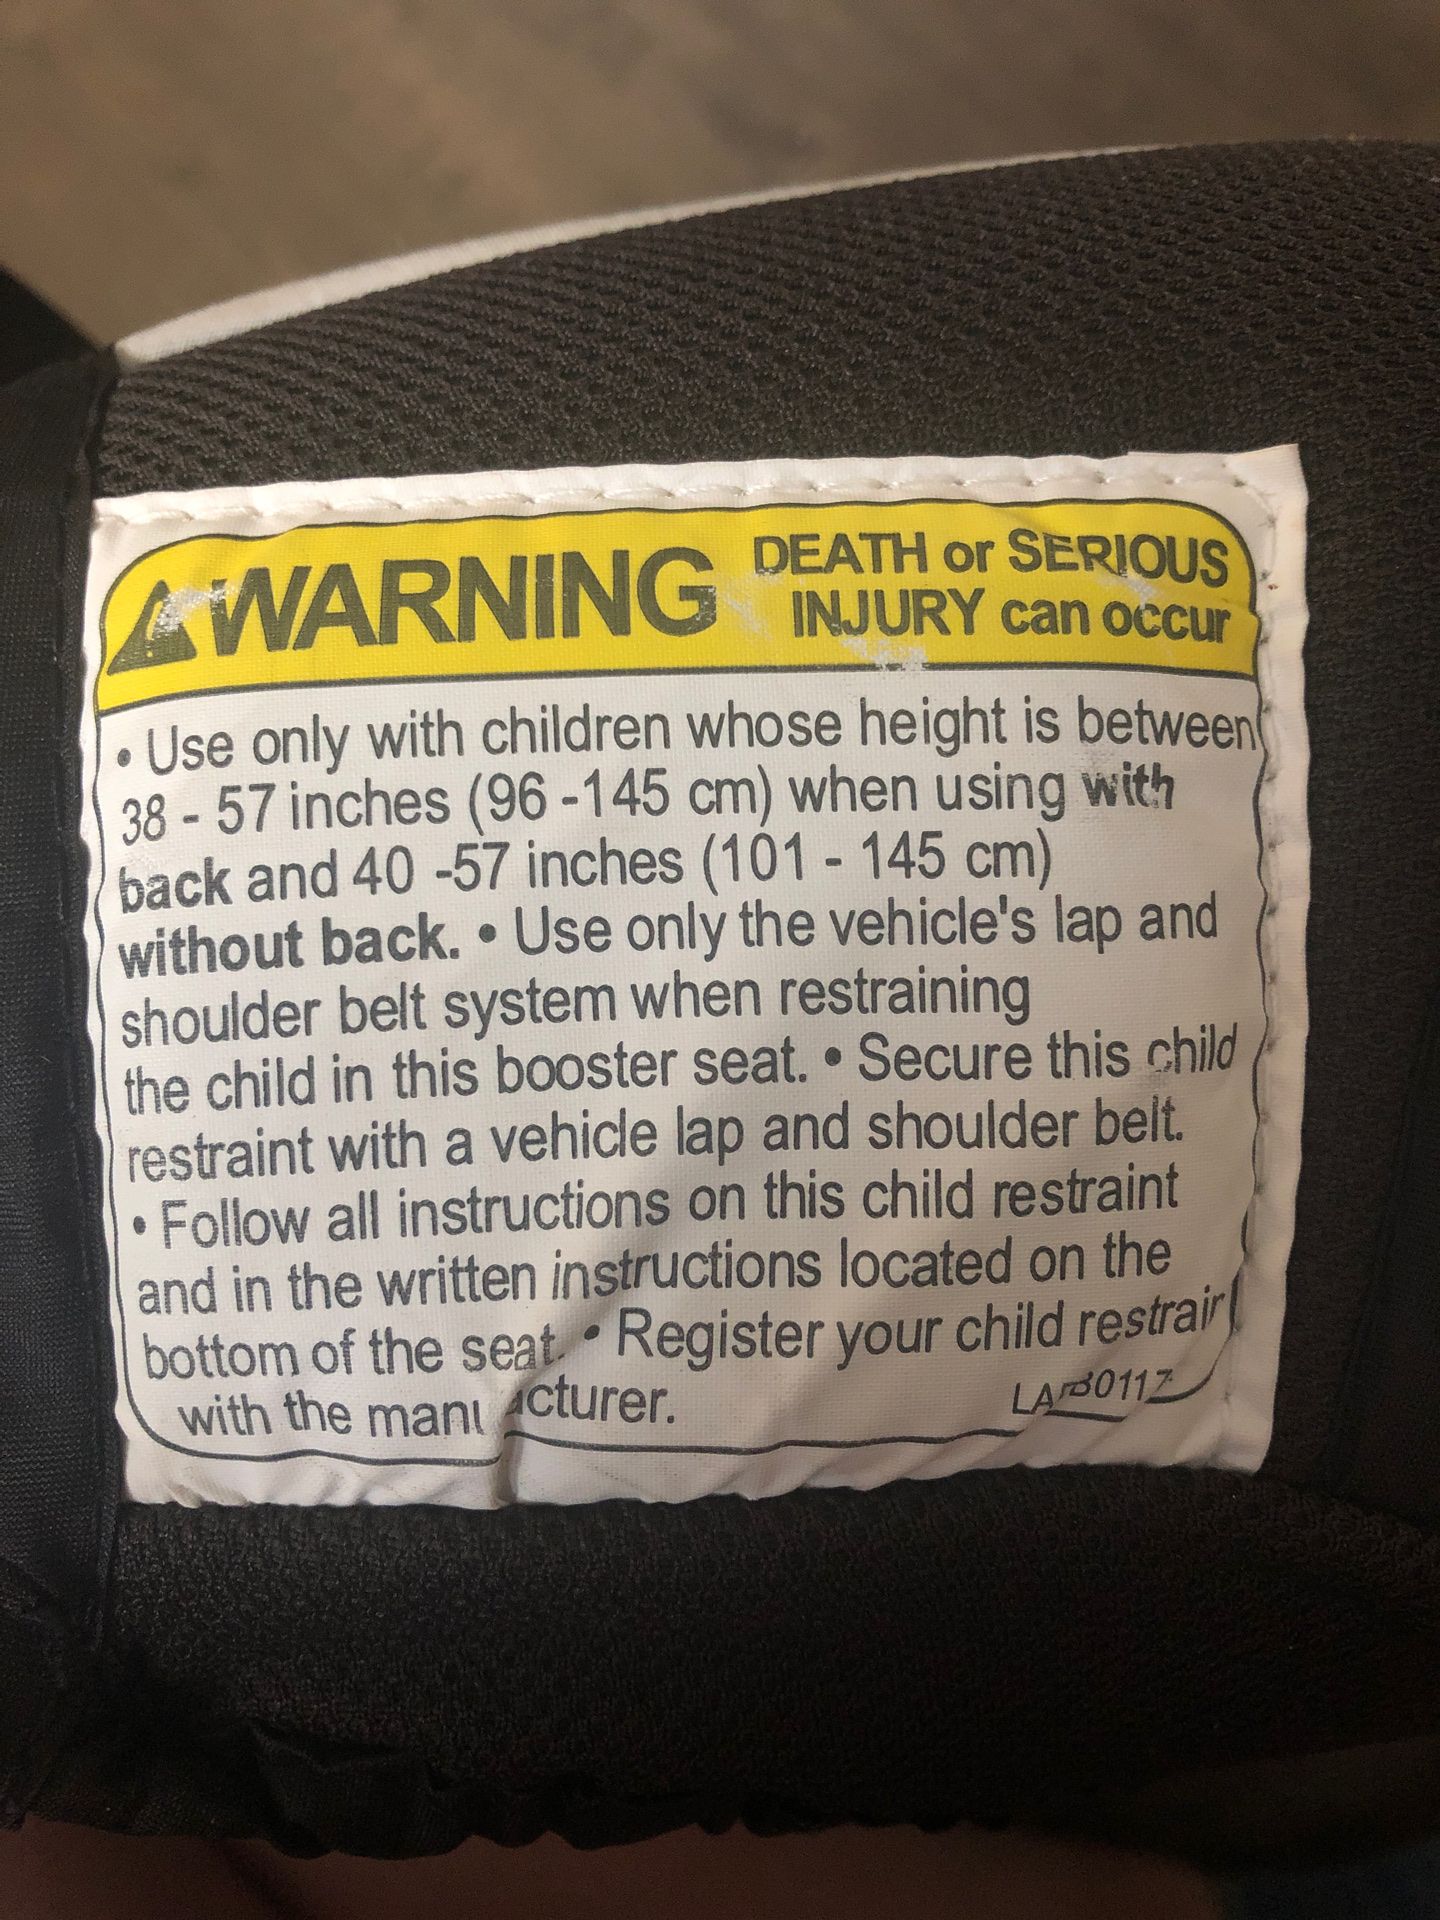 WARNING DEATH or SERIOUS
INJURY can occur
• Use only with children whose height is between
38 - 57 inches (96 -145 cm) when using with
back and 40 -57 inches (101 - 145 cm)
without back. • Use only the vehicle's lap and
shoulder belt system when restraining
the child in this booster seat. • Secure this child
restraint with a vehicle lap and shoulder belt.
• Follow all instructions on this child restraint
and in the written instructions located on the
bottom of the seat. • Register your child
with the